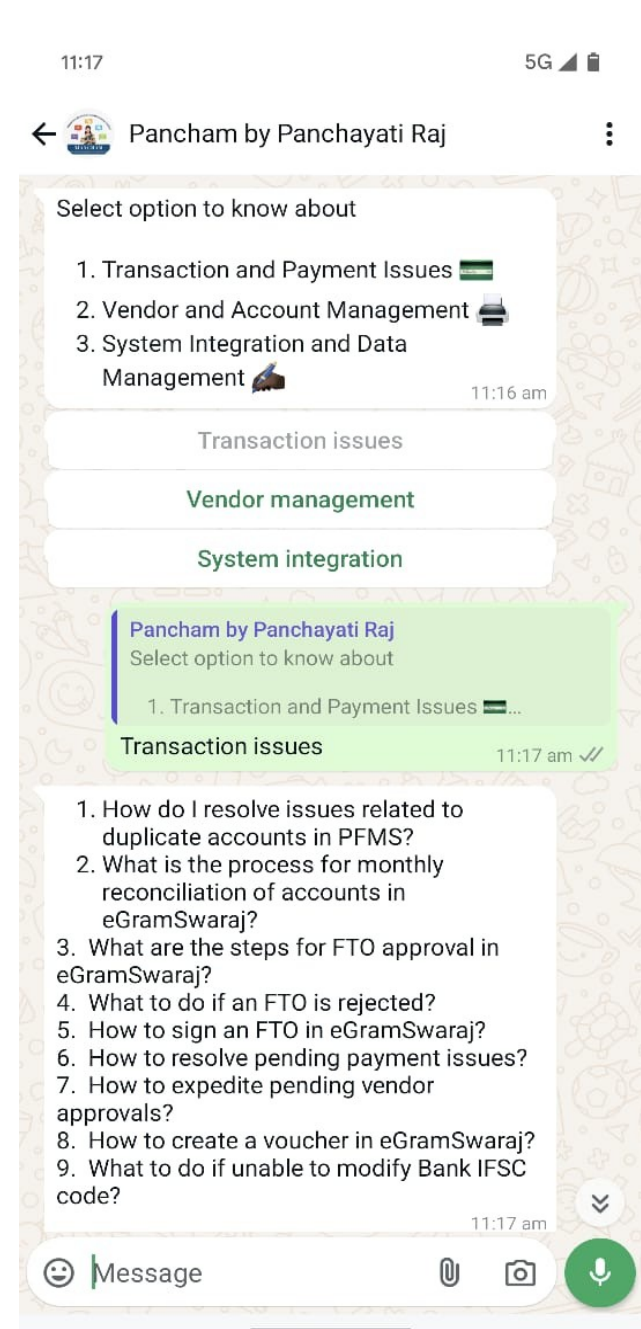 11:17
5G
Pancham by Panchayati Raj
Select option to know about
1. Transaction and Payment Issues
2. Vendor and Account Management
3. System Integration and Data
Management
11:16 am
Transaction issues
Vendor management
System integration
Pancham by Panchayati Raj
Select option to know about
1. Transaction and Payment Issues ...
Transaction issues
11:17 am
1. How do I resolve issues related to
duplicate accounts in PFMS?
2. What is the process for monthly
reconciliation of accounts in
eGramSwaraj?
3. What are the steps for FTO approval in
eGramSwaraj?
4. What to do if an FTO is rejected?
5. How to sign an FTO in eGramSwaraj?
6. How to resolve pending payment issues?
7. How to expedite pending vendor
approvals?
8. How to create a voucher in eGramSwaraj?
9. What to do if unable to modify Bank IFSC
code?
11:17 am
Message